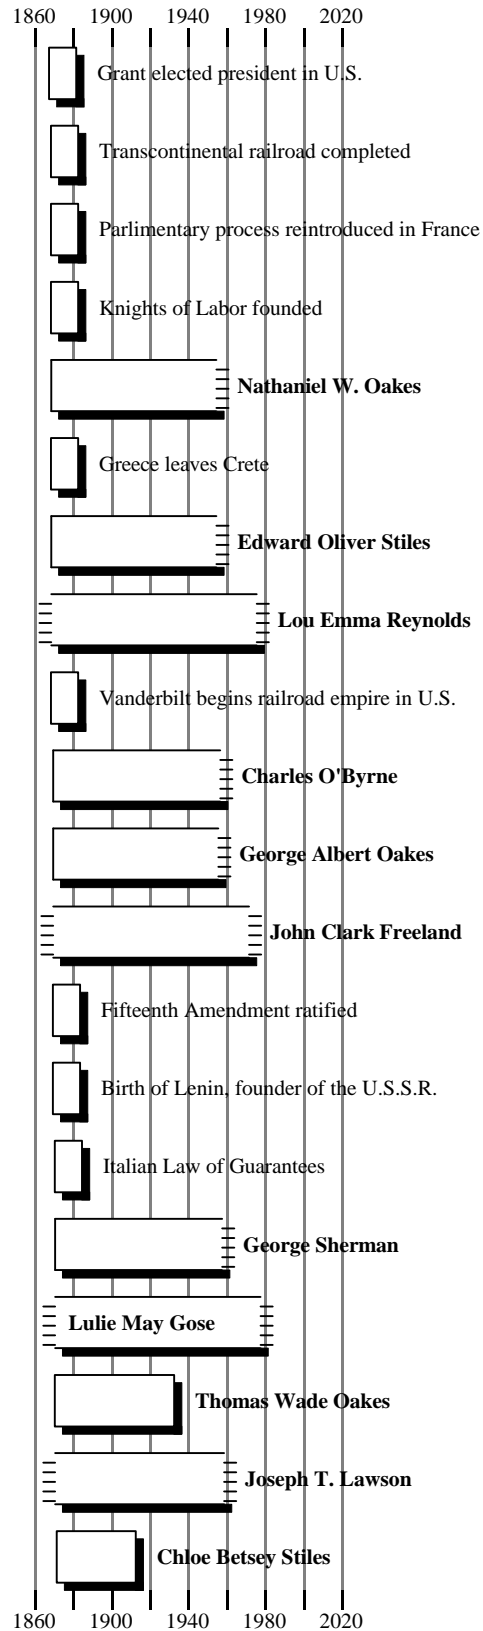 1860 1900 1940 1980 2020
Grant elected president in U.S.
Transcontinental railroad completed
Parlimentary process reintroduced in France
Knights of Labor founded
Nathaniel W. Oakes
Greece leaves Crete
Edward Oliver Stiles
Lou Emma Reynolds
Vanderbilt begins railroad empire in U.S.
Charles O'Byrne
George Albert Oakes
John Clark Freeland
Fifteenth Amendment ratified
Birth of Lenin, founder of the U.S.S.R.
Italian Law of Guarantees
George Sherman
Lulie May Gose
Thomas Wade Oakes
Joseph T. Lawson
Chloe Betsey Stiles
1860 1900 1940 1980 2020